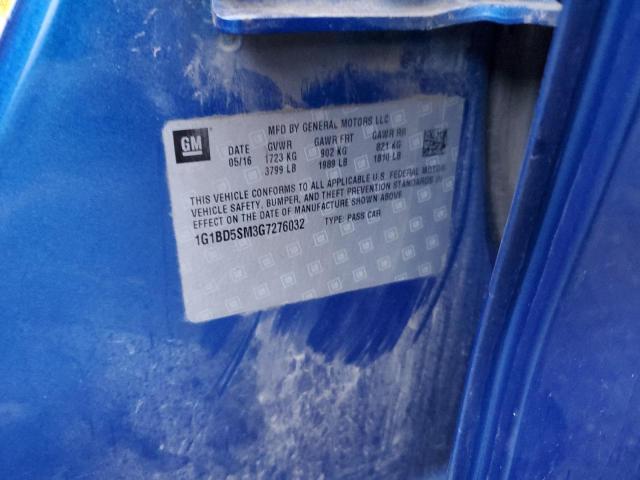 GM
MFD BY GENERAL MOTORS LLC
DATE GVWR GAWR FRT GAWR RR
05/16 1723 KG 902 KG 821 KG
3799 LB 1989 LB 1810 LB
THIS VEHICLE CONFORMS TO ALL APPLICABLE U.S. FEDERAL MOTOR
VEHICLE SAFETY, BUMPER, AND THEFT PREVENTION STANDARDS IN
EFFECT ON THE DATE OF MANUFACTURE SHOWN ABOVE.
1G1BD5SM3G7276032 TYPE: PASS CAR